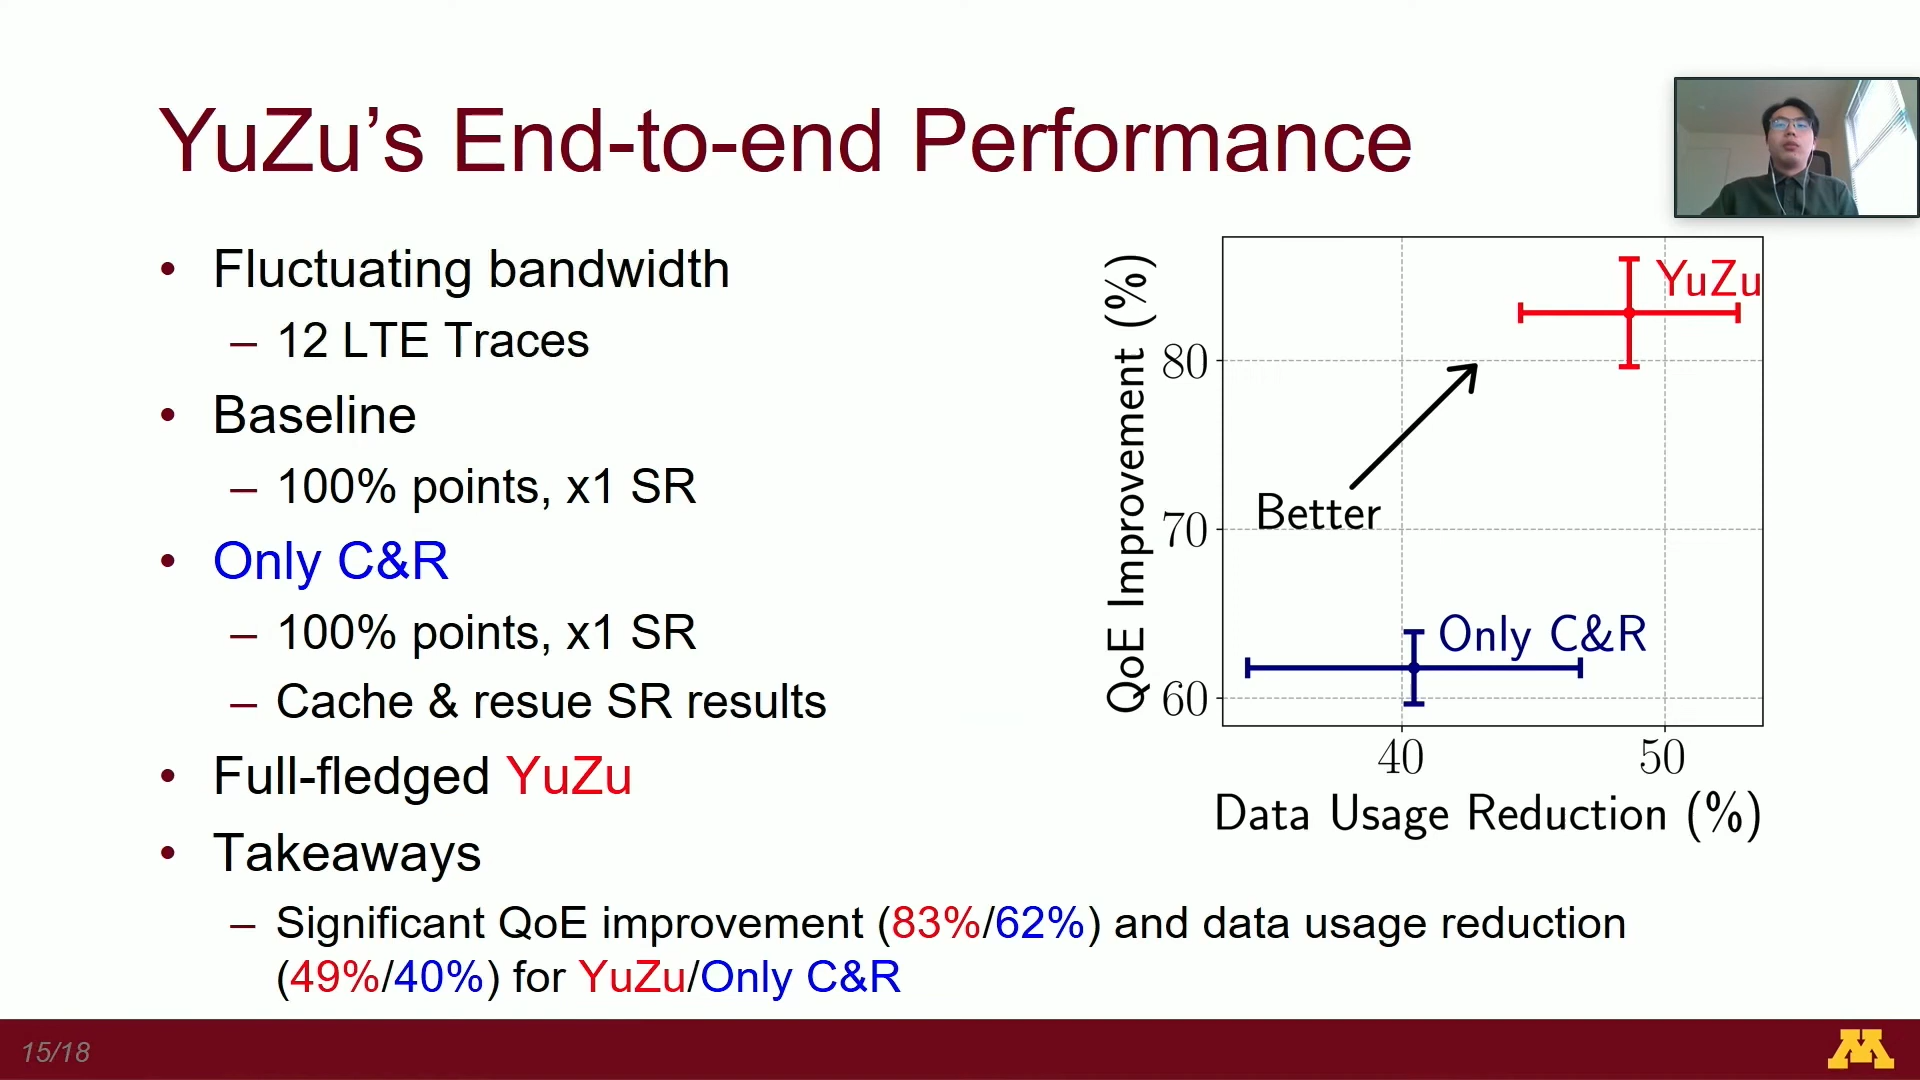 YuZu’s End-to-end Performance
• Fluctuating bandwidth
– 12 LTE Traces
• Baseline
– 100% points, x1 SR
• Only C&R
– 100% points, x1 SR
– Cache & resue SR results
• Full-fledged YuZu
• Takeaways
– Significant QoE improvement (83%/62%) and data usage reduction
(49%/40%) for YuZu/Only C&R
QoE Improvement (%)
80
70
60
YuZu
Better
Only C&R
40 50
Data Usage Reduction (%)
15/18
M